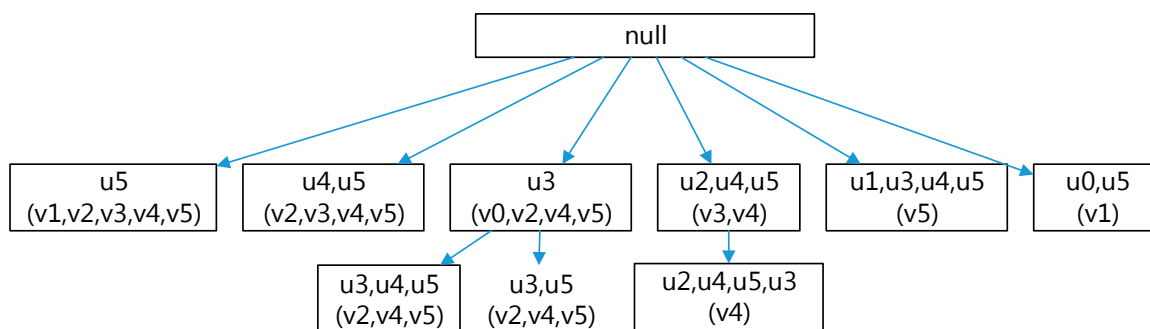 null
u5
(v1,v2,v3,v4,v5)
u4,u5
(v2,v3,v4,v5)
u3
(v0,v2,v4,v5)
u2,u4,u5
(v3,v4)
u1,u3,u4,u5
(v5)
u0,u5
(v1)
u3,u4,u5
(v2,v4,v5)
u3,u5
(v2,v4,v5)
u2,u4,u5,u3
(v4)